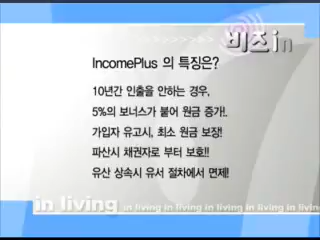 비즈in
IncomePlus 의 특징은?
10년간 인출을 안하는 경우,
5%의 보너스가 붙어 원금 증가!.
가입자 유고시, 최소 원금 보장!
파산시 채권자로 부터 보호!!
유산 상속시 유서 절차에서 면제!
in living in living in living in living in living in living